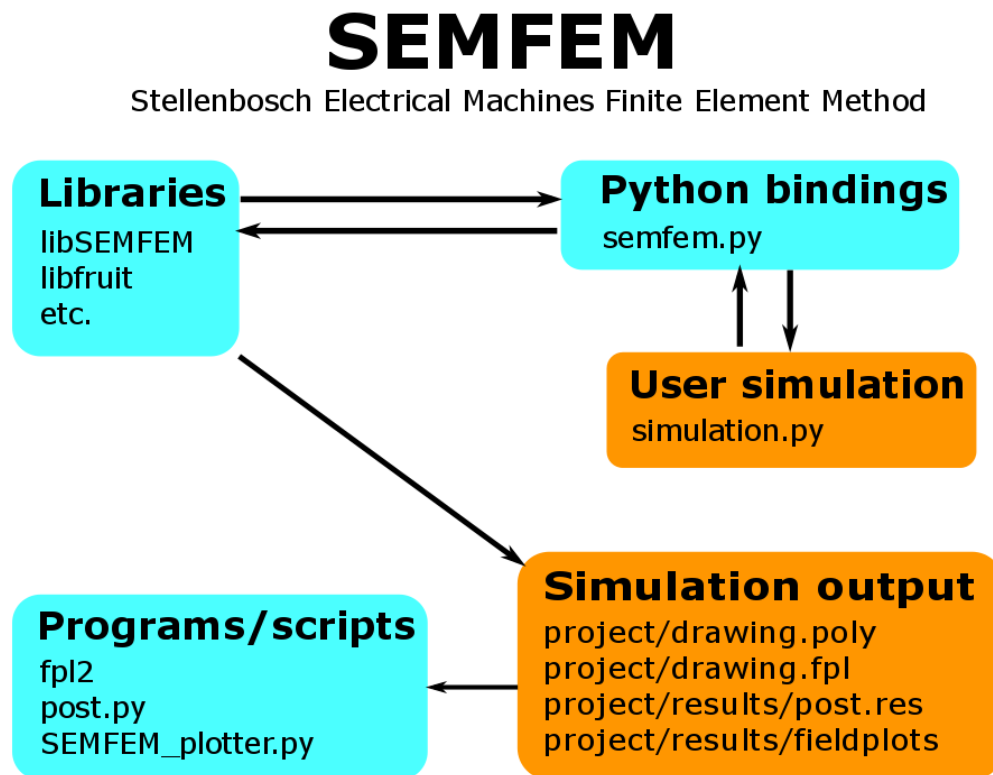 SEMFEM
Stellenbosch Electrical Machines Finite Element Method
Libraries
libSEMFEM
libfruit
etc.
Python bindings
semfem.py
User simulation
simulation.py
Programs/scripts
fpl2
post.py
SEMFEM_plotter.py
Simulation output
project/drawing.poly
project/drawing.fpl
project/results/post.res
project/results/fieldplots